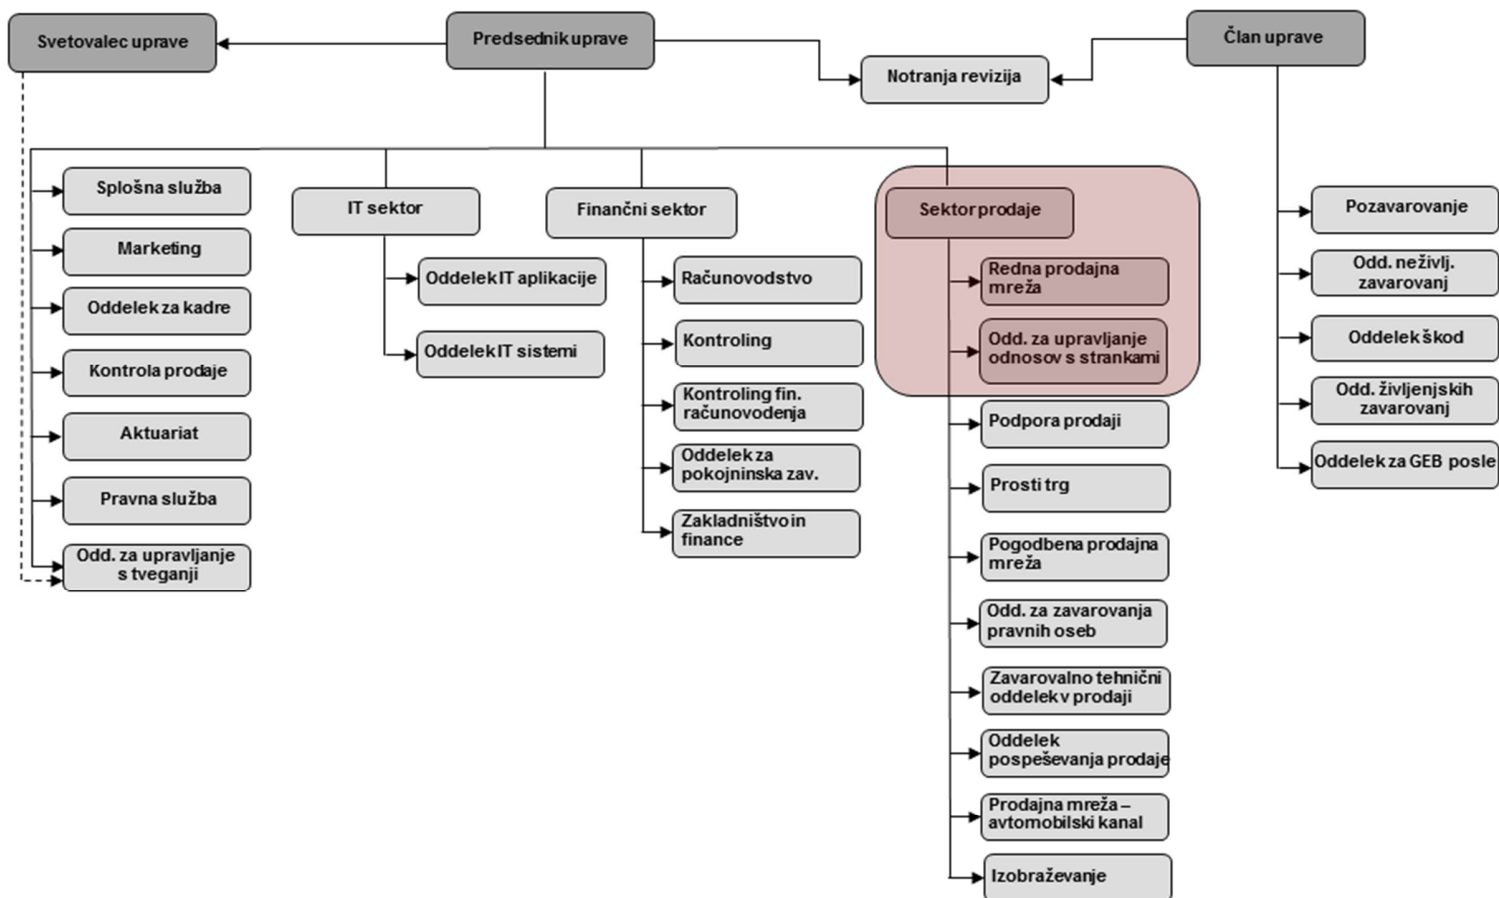 Svetovalec uprave
Predsednik uprave
Član uprave
Notranja revizija
Splošna služba
Marketing
Oddelek za kadre
Kontrola prodaje
Aktuariat
Pravna služba
Odd. za upravljanje
s tveganji
IT sektor
Oddelek IT aplikacije
Oddelek IT sistemi
Finančni sektor
Računovodstvo
Kontroling
Kontroling fin.
računovodenja
Oddelek za
pokojninska zav.
Zakladništvo in
finance
Sektor prodaje
Redna prodajna
mreža
Odd. za upravljanje
odnosov s strankami
Podpora prodaji
Prosti trg
Pogodbena prodajna
mreža
Odd. za zavarovanja
pravnih oseb
Zavarovalno tehnični
oddelek v prodaji
Oddelek
pospeševanja prodaje
Prodajna mreža –
avtomobilski kanal
Izobraževanje
Pozavarovanje
Odd. neživlj.
zavarovanj
Oddelek škod
Odd. življenjskih
zavarovanj
Oddelek za GEB posle